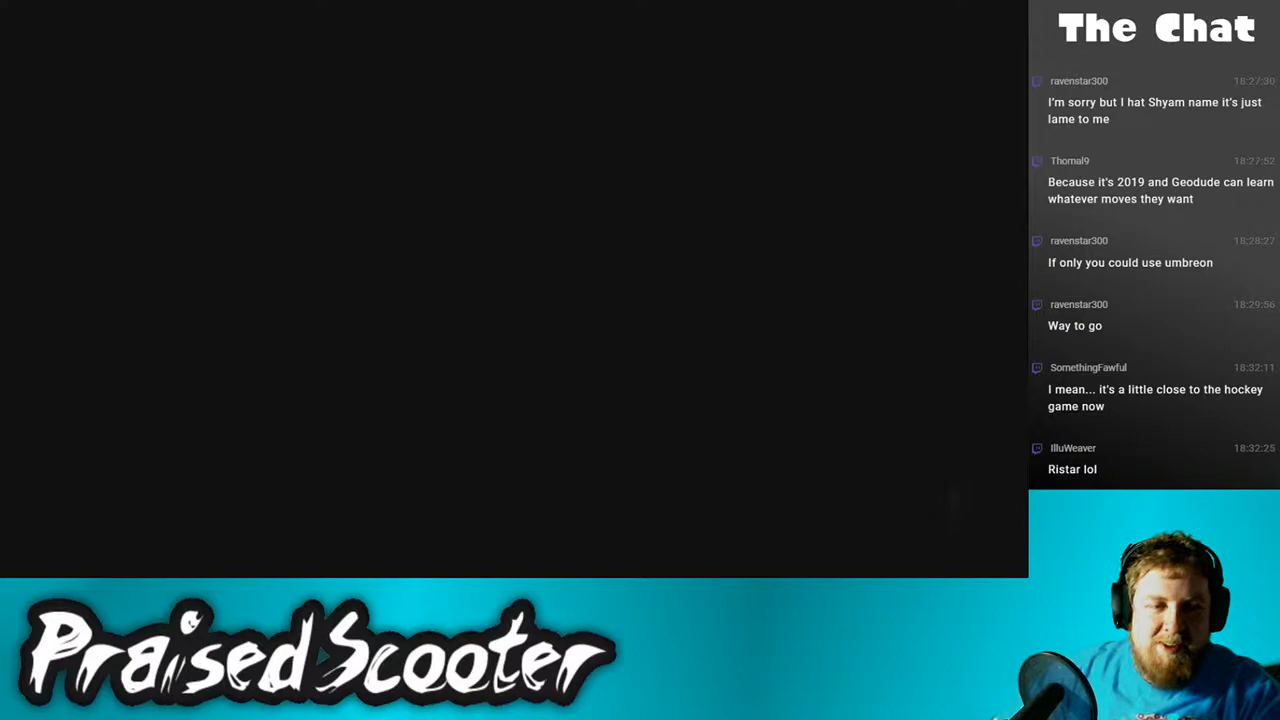 The Chat
ravenstar300 18:27:30
I'm sorry but I hat Shyam name it's just
lame to me
Thomal9 18:27:52
Because it's 2019 and Geodude can learn
whatever moves they want
ravenstar300 18:28:27
If only you could use umbreon
ravenstar300 18:29:56
Way to go
SomethingFawful 18:32:11
I mean... it's a little close to the hockey
game now
IlluWeaver 18:32:25
Ristar lol
PraisedScooter